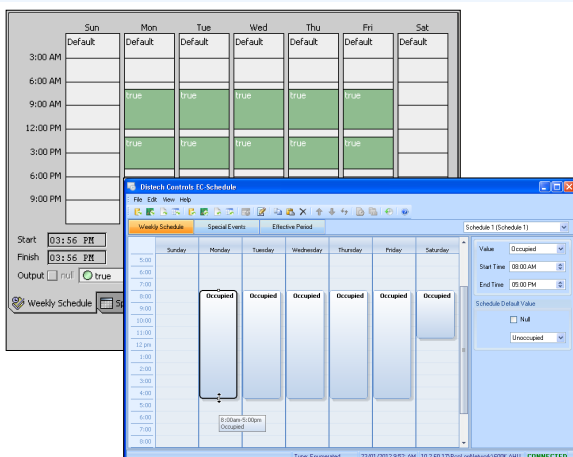 Sun Mon Tue Wed Thu Fri Sat
Default Default Default Default Default Default Default
3:00 AM
6:00 AM
true true true true true
9:00 AM
12:00 PM
true true true true true
3:00 PM
6:00 PM
9:00 PM
Start 03:56 PM
Finish 03:56 PM
Output null true
Weekly Schedule Sp
Distech Controls EC-Schedule
File Edit View Help
Weekly Schedule Special Events Effective Period Schedule 1 (Schedule 1)
Sunday Monday Tuesday Wednesday Thursday Friday Saturday
Value Occupied
5:00
Start Time 08:00 AM
6:00
End Time 05:00 PM
7:00
Schedule Default Value
8:00 Occupied Occupied Occupied Occupied Occupied Occupied
Null
9:00
10:00
Unoccupied
11:00
12 pm
1:00
2:00
3:00
4:00
5:00
6:00
8:00am-5:00pm
Occupied
7:00
8:00
CONNECTED